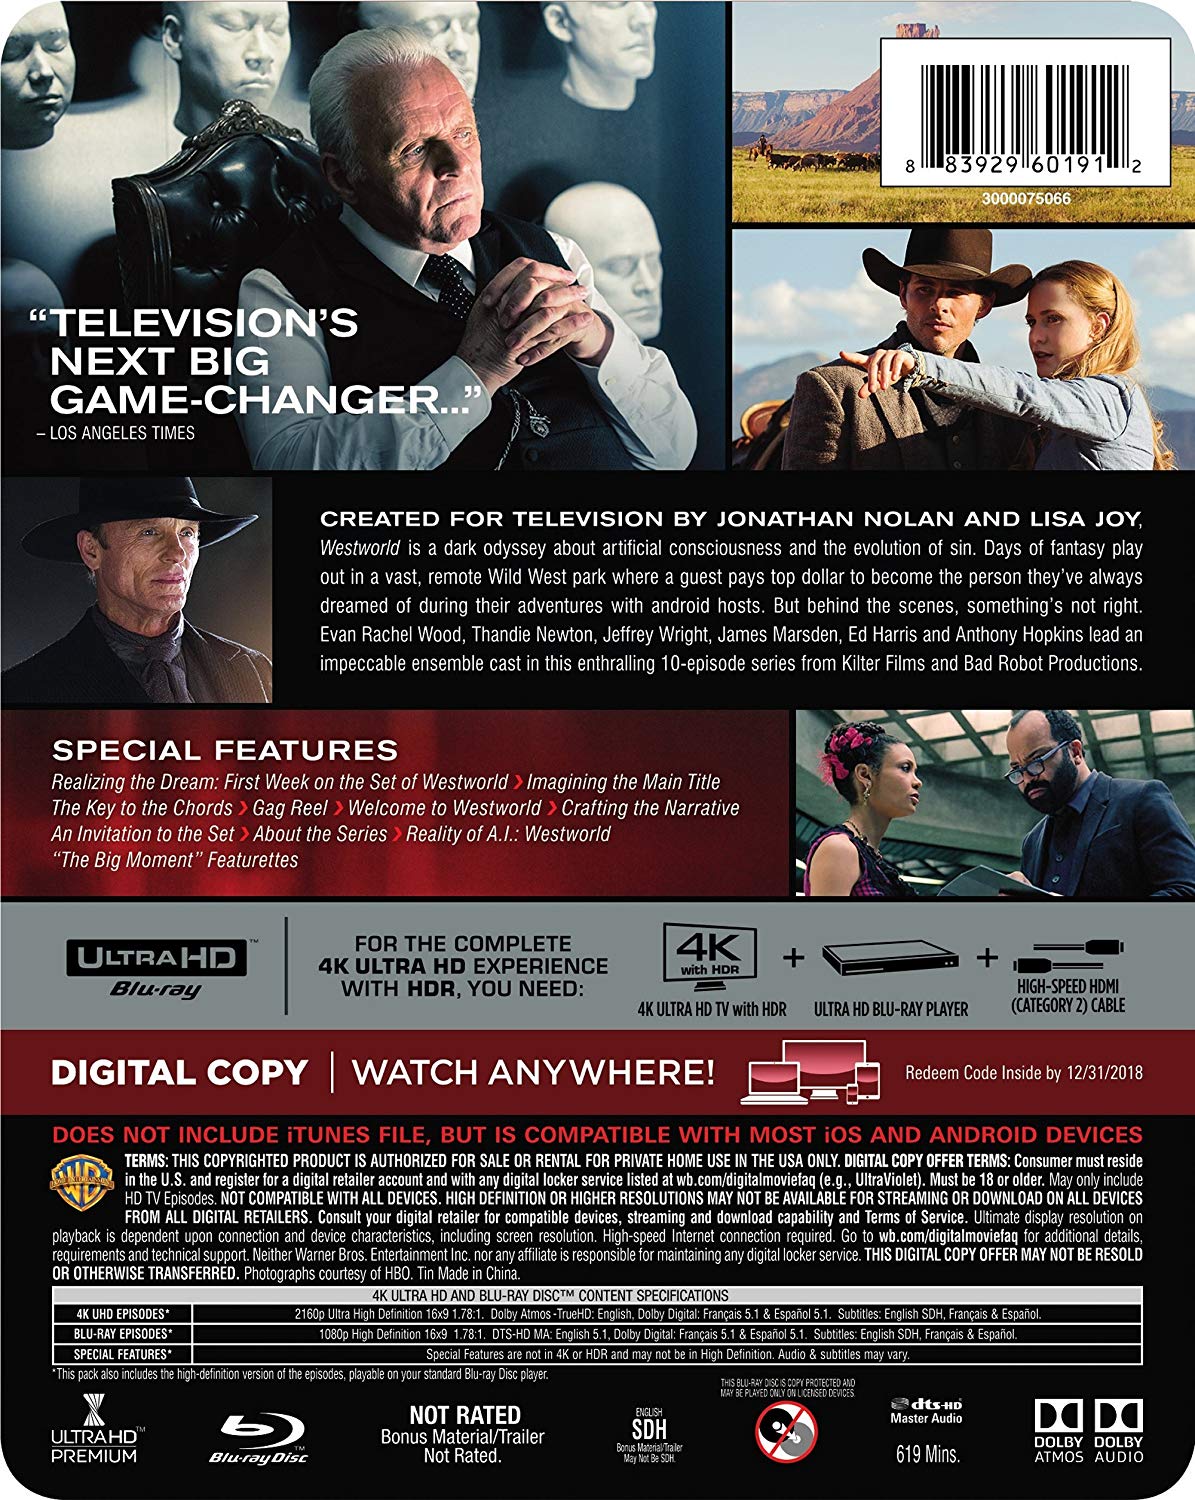 8 83929 60191 2
3000075066
“TELEVISION’S
NEXT BIG
GAME-CHANGER...”
– LOS ANGELES TIMES
CREATED FOR TELEVISION BY JONATHAN NOLAN AND LISA JOY,
Westworld is a dark odyssey about artificial consciousness and the evolution of sin. Days of fantasy play
out in a vast, remote Wild West park where a guest pays top dollar to become the person they’ve always
dreamed of during their adventures with android hosts. But behind the scenes, something’s not right.
Evan Rachel Wood, Thandie Newton, Jeffrey Wright, James Marsden, Ed Harris and Anthony Hopkins lead an
impeccable ensemble cast in this enthralling 10-episode series from Kilter Films and Bad Robot Productions.
SPECIAL FEATURES
Realizing the Dream: First Week on the Set of Westworld › Imagining the Main Title
The Key to the Chords › Gag Reel › Welcome to Westworld › Crafting the Narrative
An Invitation to the Set › About the Series › Reality of A.I.: Westworld
“The Big Moment” Featurettes
ULTRA HD™
Blu-ray
FOR THE COMPLETE
4K ULTRA HD EXPERIENCE
WITH HDR, YOU NEED:
4K
with HDR
4K ULTRA HD TV with HDR
+
ULTRA HD BLU-RAY PLAYER
+
HIGH-SPEED HDMI
(CATEGORY 2) CABLE
DIGITAL COPY | WATCH ANYWHERE!
Redeem Code Inside by 12/31/2018
DOES NOT INCLUDE iTUNES FILE, BUT IS COMPATIBLE WITH MOST iOS AND ANDROID DEVICES
WB
TERMS: THIS COPYRIGHTED PRODUCT IS AUTHORIZED FOR SALE OR RENTAL FOR PRIVATE HOME USE IN THE USA ONLY. DIGITAL COPY OFFER TERMS: Consumer must reside
in the U.S. and register for a digital retailer account and with any digital locker service listed at wb.com/digitalmoviefaq (e.g., UltraViolet). Must be 18 or older. May only include
HD TV Episodes. NOT COMPATIBLE WITH ALL DEVICES. HIGH DEFINITION OR HIGHER RESOLUTIONS MAY NOT BE AVAILABLE FOR STREAMING OR DOWNLOAD ON ALL DEVICES
FROM ALL DIGITAL RETAILERS. Consult your digital retailer for compatible devices, streaming and download capability and Terms of Service. Ultimate display resolution on
playback is dependent upon connection and device characteristics, including screen resolution. High-speed Internet connection required. Go to wb.com/digitalmoviefaq for additional details,
requirements and technical support. Neither Warner Bros. Entertainment Inc. nor any affiliate is responsible for maintaining any digital locker service. THIS DIGITAL COPY OFFER MAY NOT BE RESOLD
OR OTHERWISE TRANSFERRED. Photographs courtesy of HBO. Tin Made in China.
4K ULTRA HD AND BLU-RAY DISC™ CONTENT SPECIFICATIONS
4K UHD EPISODES* 2160p Ultra High Definition 16x9 1.78:1. Dolby Atmos -TrueHD: English, Dolby Digital: Français 5.1 & Español 5.1. Subtitles: English SDH, Français & Español.
BLU-RAY EPISODES* 1080p High Definition 16x9 1.78:1. DTS-HD MA: English 5.1, Dolby Digital: Français 5.1 & Español 5.1. Subtitles: English SDH, Français & Español.
SPECIAL FEATURES* Special Features are not in 4K or HDR and may not be in High Definition. Audio & subtitles may vary.
*This pack also includes the high-definition version of the episodes, playable on your standard Blu-ray Disc player.
ULTRA HD™
PREMIUM
Blu-ray Disc
NOT RATED
Bonus Material/Trailer
Not Rated.
ENGLISH
SDH
Bonus Material/Trailer
May Not Be SDH.
THIS BLU-RAY DISC IS COPY PROTECTED AND
MAY BE PLAYED ONLY ON LICENSED DEVICES.
dts-HD
Master Audio
619 Mins.
DOLBY
ATMOS
DOLBY
AUDIO